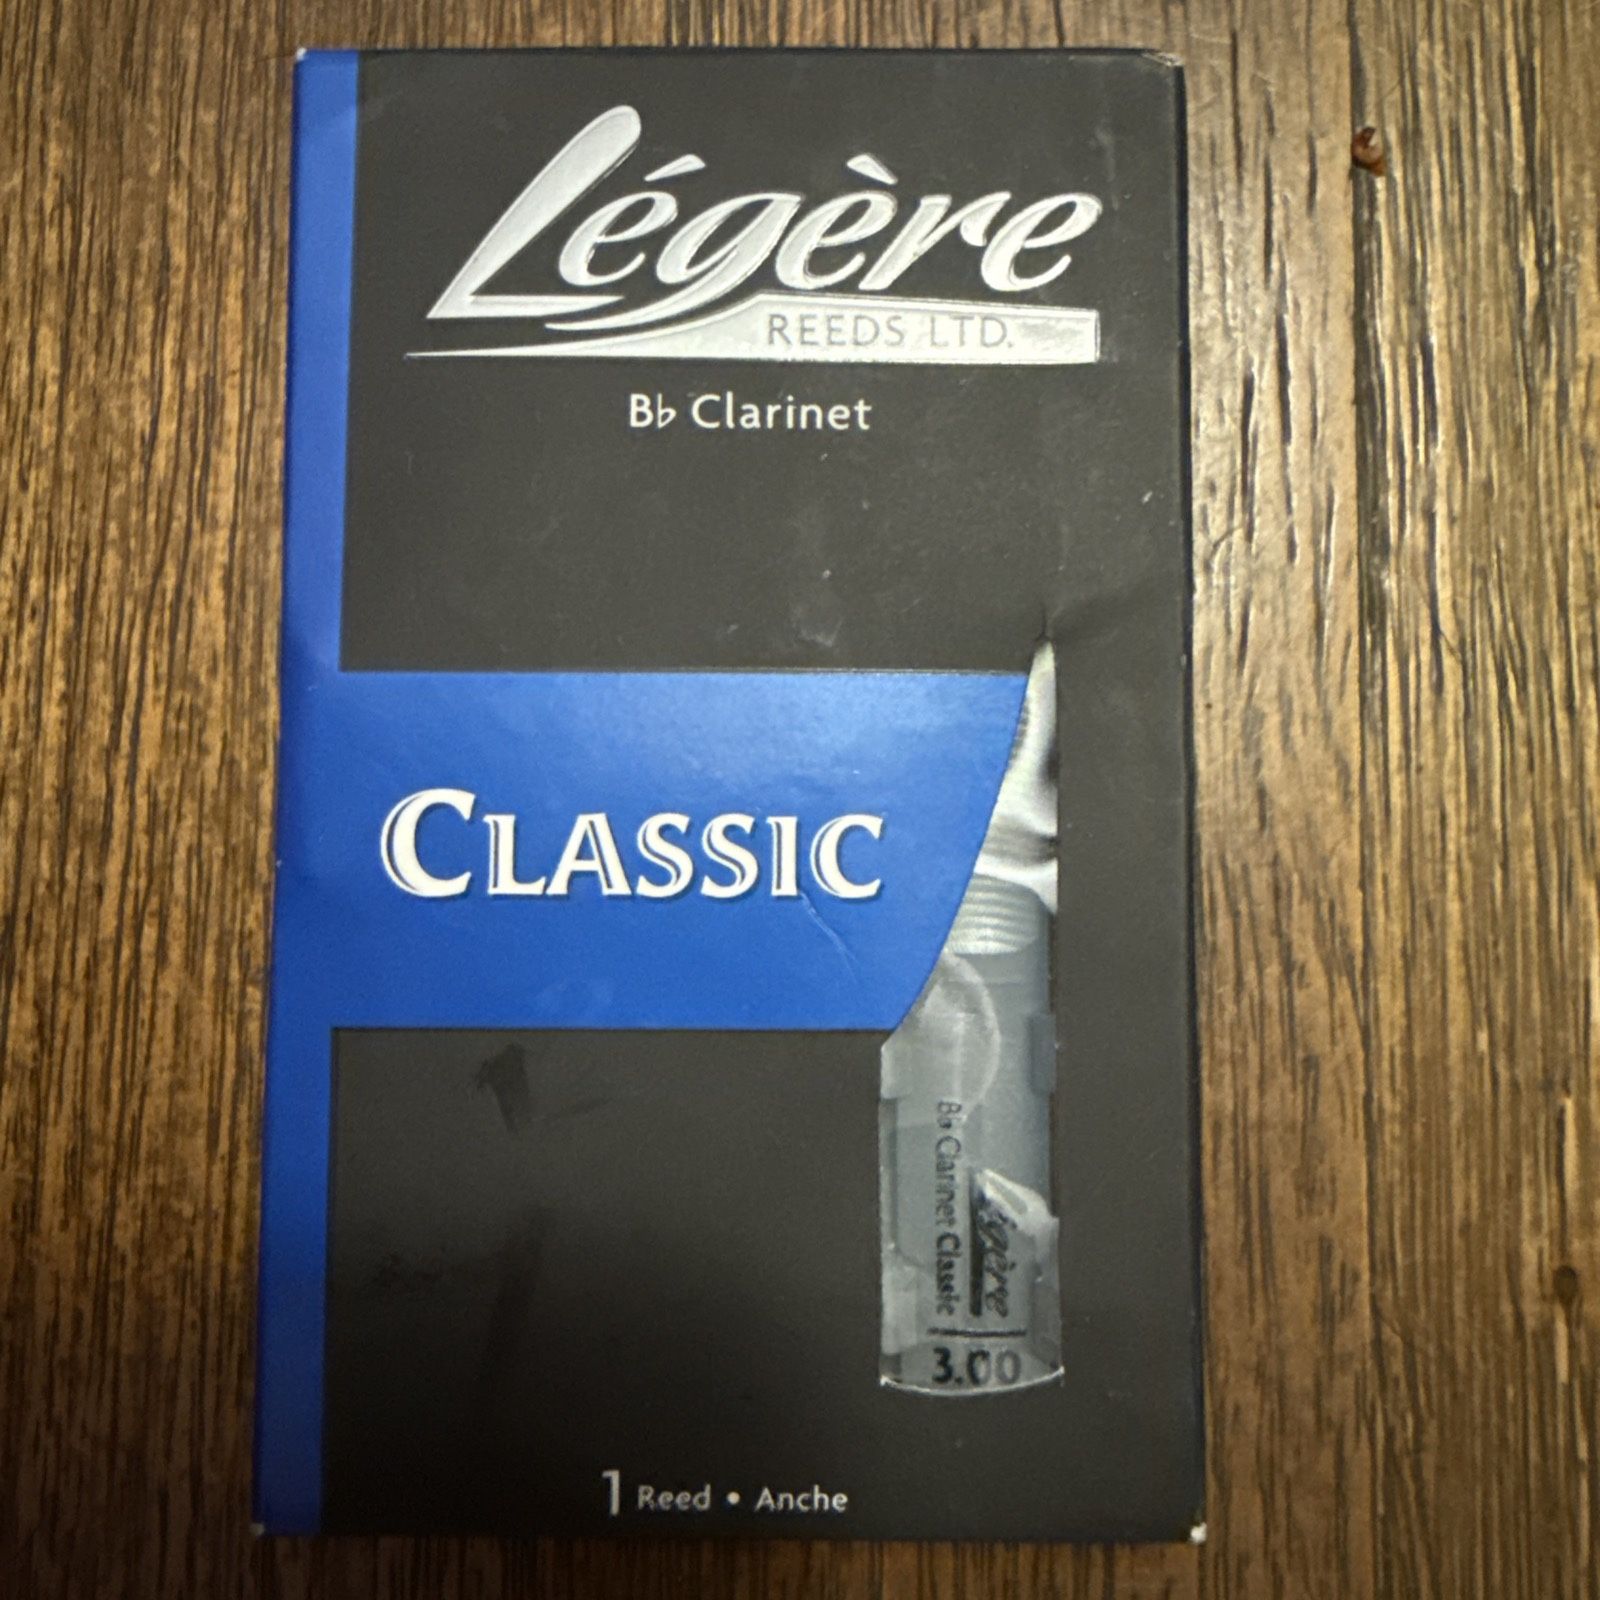 Légère
REEDS LTD.
B♭ Clarinet
CLASSIC
B♭ Clarinet Classic
Légère
3.00
1 Reed • Anche